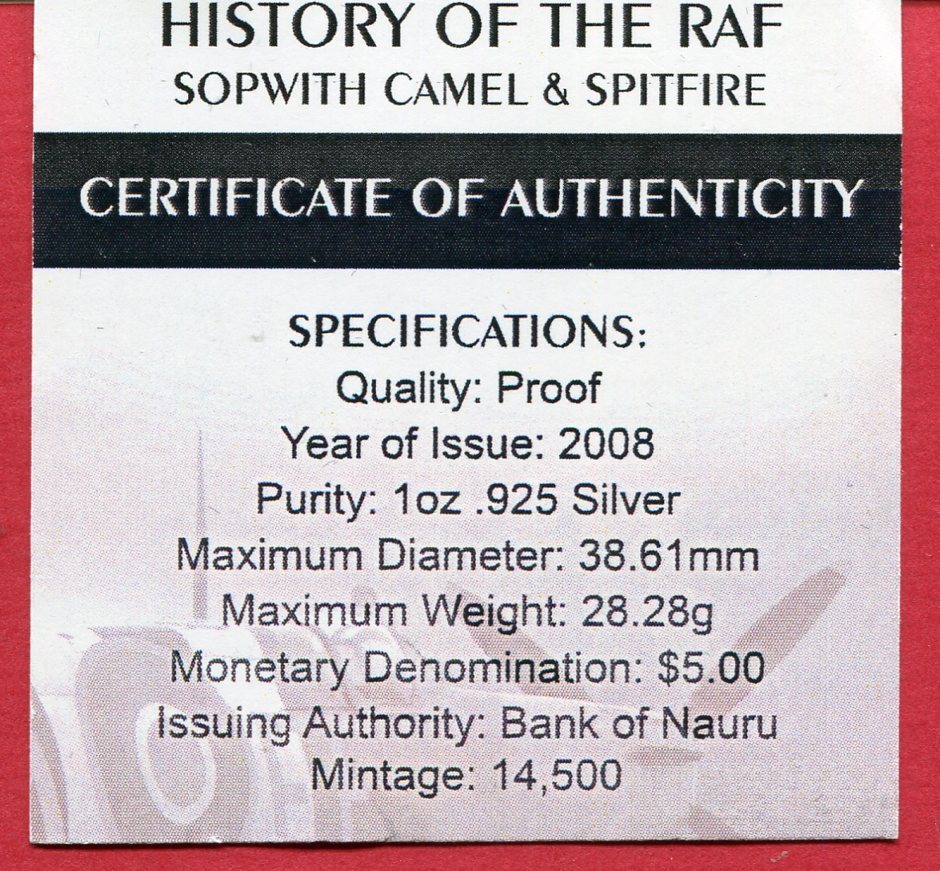 HISTORY OF THE RAF
SOPWITH CAMEL & SPITFIRE
CERTIFICATE OF AUTHENTICITY
SPECIFICATIONS:
Quality: Proof
Year of Issue: 2008
Purity: 1oz .925 Silver
Maximum Diameter: 38.61mm
Maximum Weight: 28.28g
Monetary Denomination: $5.00
Issuing Authority: Bank of Nauru
Mintage: 14,500